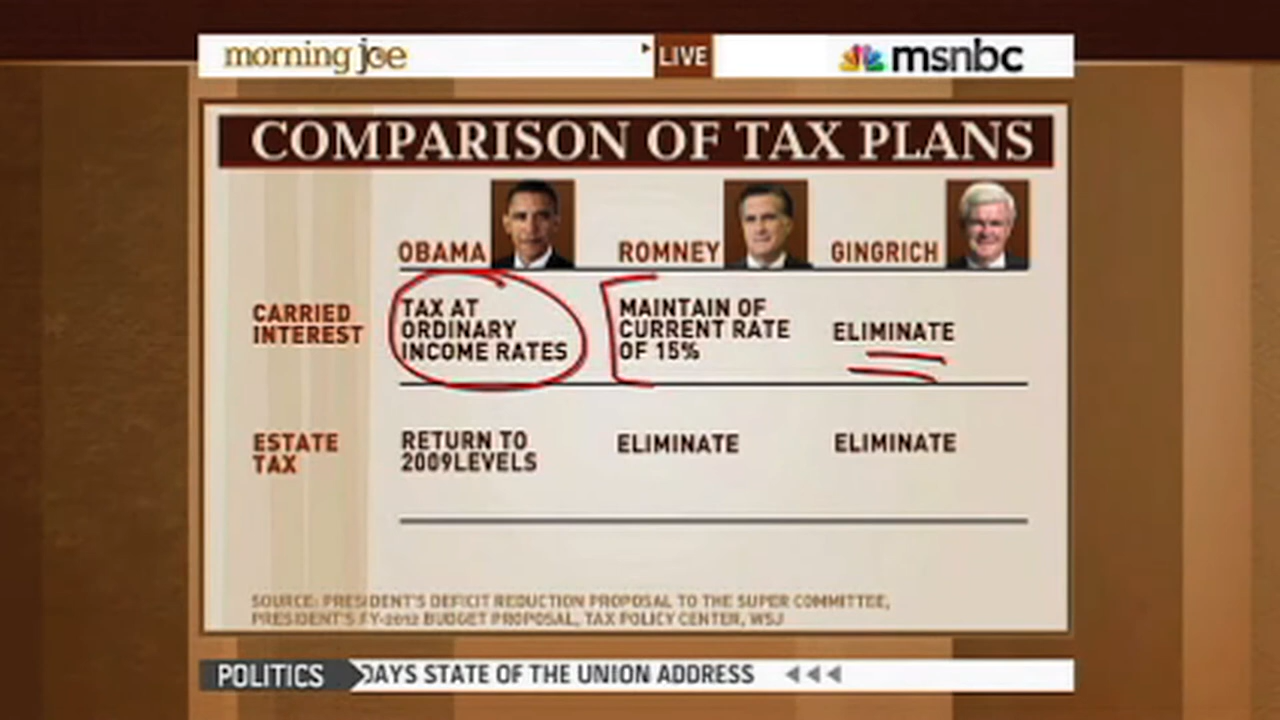 morning joe
LIVE
msnbc
COMPARISON OF TAX PLANS
OBAMA
ROMNEY
GINGRICH
CARRIED
INTEREST
TAX AT
ORDINARY
INCOME RATES
MAINTAIN OF
CURRENT RATE
OF 15%
ELIMINATE
ESTATE
TAX
RETURN TO
2009LEVELS
ELIMINATE
ELIMINATE
SOURCE: PRESIDENT'S DEFICIT REDUCTION PROPOSAL TO THE SUPER COMMITTEE,
PRESIDENT'S FY-2012 BUDGET PROPOSAL, TAX POLICY CENTER, WSJ
POLITICS
DAYS STATE OF THE UNION ADDRESS